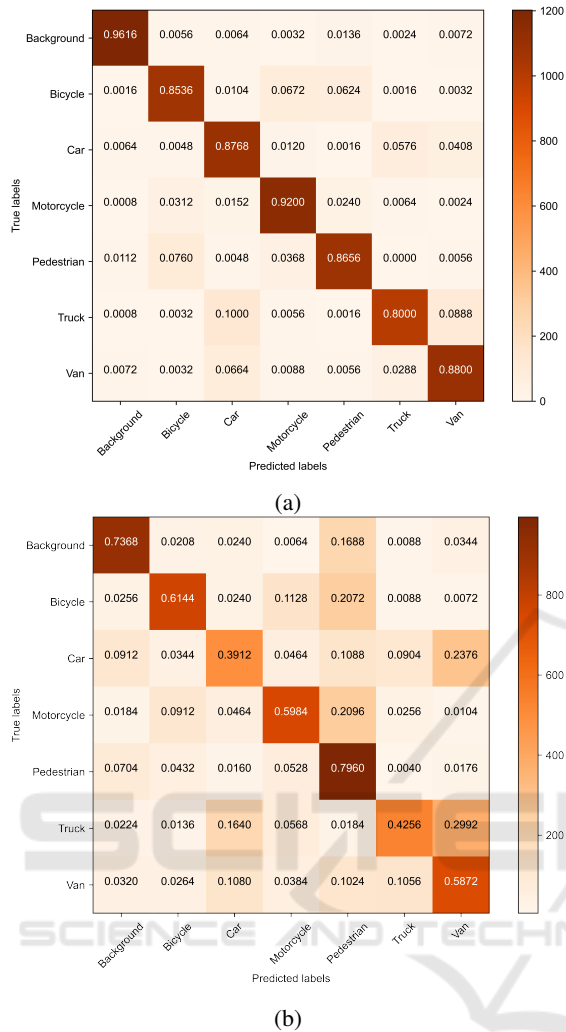 Background 0.9616 0.0056 0.0064 0.0032 0.0136 0.0024 0.0072
Bicycle 0.0016 0.8536 0.0104 0.0672 0.0624 0.0016 0.0032
Car 0.0064 0.0048 0.8768 0.0120 0.0016 0.0576 0.0408
Motorcycle 0.0008 0.0312 0.0152 0.9200 0.0240 0.0064 0.0024
Pedestrian 0.0112 0.0760 0.0048 0.0368 0.8656 0.0000 0.0056
Truck 0.0008 0.0032 0.1000 0.0056 0.0016 0.8000 0.0888
Van 0.0072 0.0032 0.0664 0.0088 0.0056 0.0288 0.8800
True labels
Background Bicycle Car Motorcycle Pedestrian Truck Van
Predicted labels
1200
1000
800
600
400
200
0
(a)
Background 0.7368 0.0208 0.0240 0.0064 0.1688 0.0088 0.0344
Bicycle 0.0256 0.6144 0.0240 0.1128 0.2072 0.0088 0.0072
Car 0.0912 0.0344 0.3912 0.0464 0.1088 0.0904 0.2376
Motorcycle 0.0184 0.0912 0.0464 0.5984 0.2096 0.0256 0.0104
Pedestrian 0.0704 0.0432 0.0160 0.0528 0.7960 0.0040 0.0176
Truck 0.0224 0.0136 0.1640 0.0568 0.0184 0.4256 0.2992
Van 0.0320 0.0264 0.1080 0.0384 0.1024 0.1056 0.5872
True labels
Background Bicycle Car Motorcycle Pedestrian Truck Van
Predicted labels
800
600
400
200
(b)
SCITE
SCIENCE AND TECHN